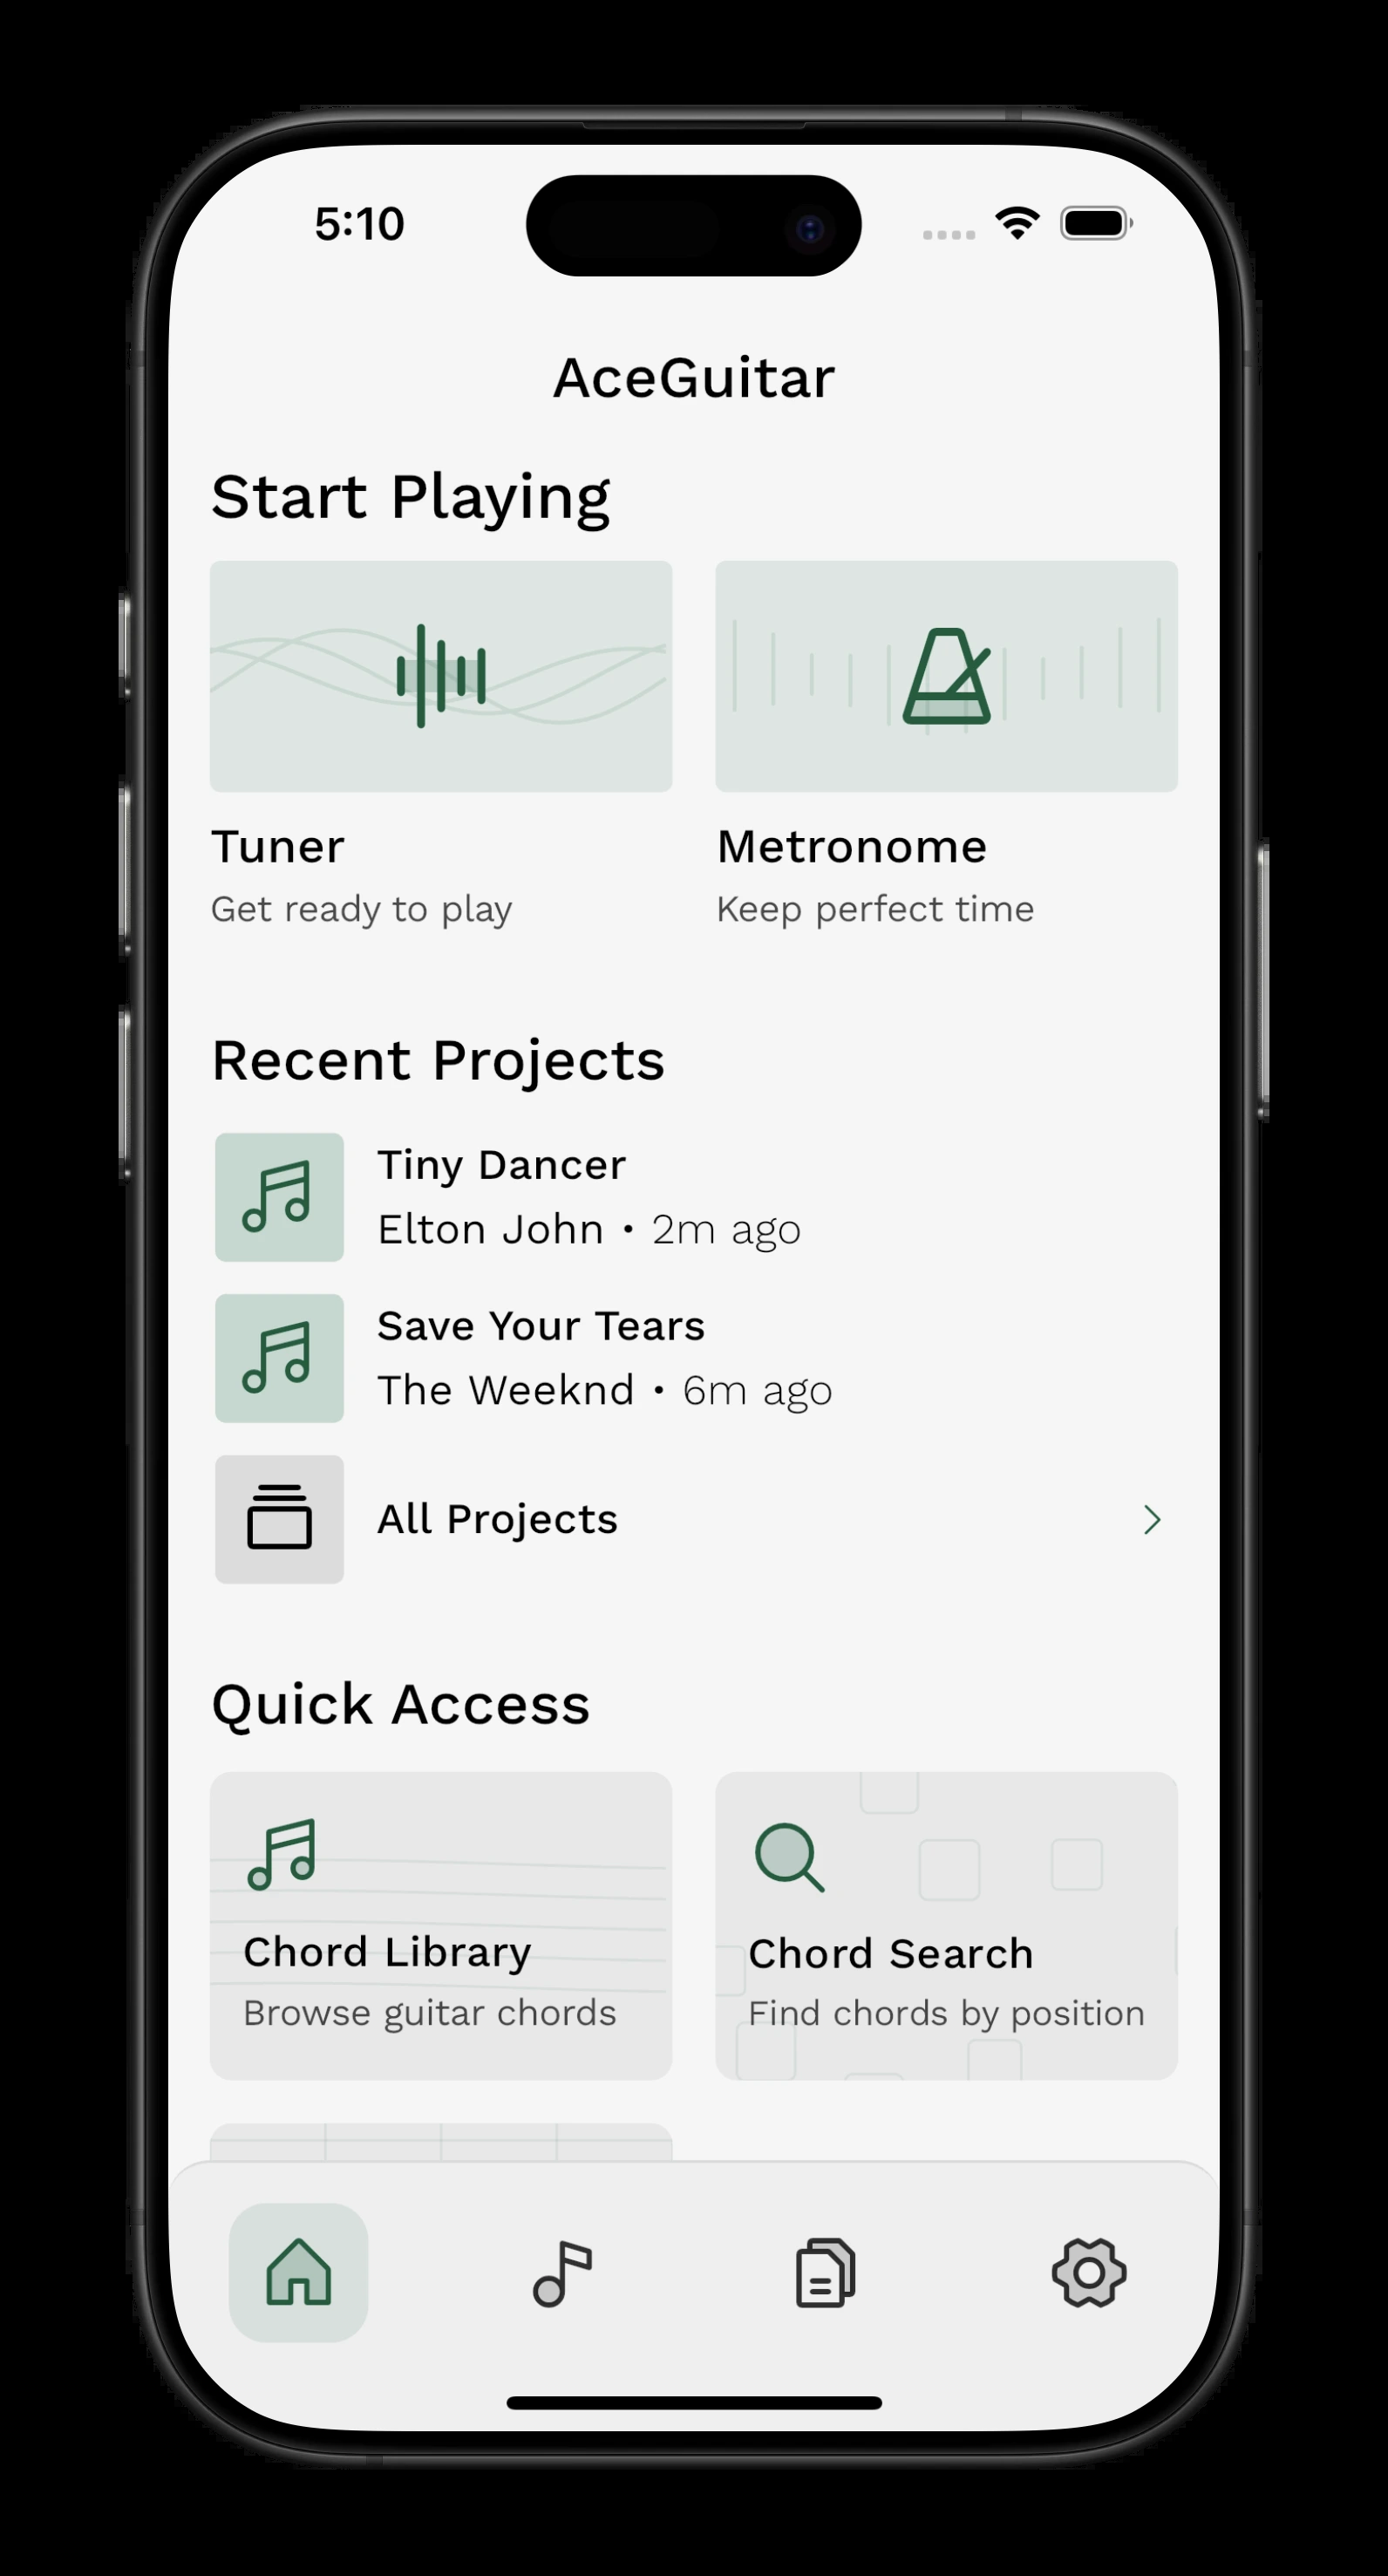 5:10
AceGuitar
Start Playing
Tuner
Get ready to play
Metronome
Keep perfect time
Recent Projects
Tiny Dancer
Elton John • 2m ago
Save Your Tears
The Weeknd • 6m ago
All Projects
Quick Access
Chord Library
Browse guitar chords
Chord Search
Find chords by position